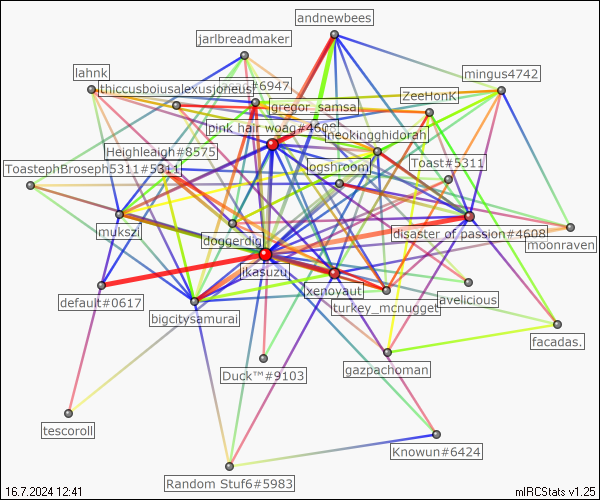 andnewbees
jarlbreadmaker
lahnk
mingus4742
thiccusboiusalexusjoneus
#6947
ZeeHonK
gregor_samsa
pink hair woag#4608
neokingghidorah
Heighleigh#8575
ToastephBroseph5311#5311
ogshroom
Toast#5311
mukszi
doggerdig
disaster of passion#4608
moonraven
ikasuzu
default#0617
xenoyaut
avelicious
turkey_mcnugget
bigcitysamurai
facadas.
Duck™#9103
gazpachoman
tescoroll
Knowun#6424
Random Stuf6#5983
16.7.2024 12:41
mIRCStats v1.25